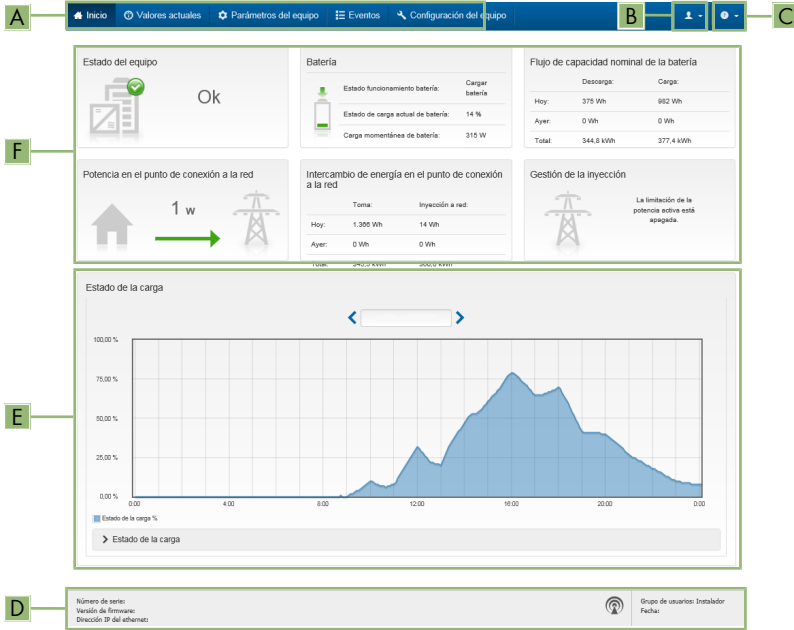 A
Inicio Valores actuales Parámetros del equipo Eventos Configuración del equipo
B
C
F
Estado del equipo
Ok
Batería
Estado funcionamiento batería: Cargar batería
Estado de carga actual de batería: 14 %
Carga momentánea de batería: 315 W
Flujo de capacidad nominal de la batería
Descarga: Carga:
Hoy: 375 Wh 982 Wh
Ayer: 0 Wh 0 Wh
Total: 344,8 kWh 377,4 kWh
Potencia en el punto de conexión a la red
1 w
Intercambio de energía en el punto de conexión
a la red
Toma: Inyección a red:
Hoy: 1.366 Wh 14 Wh
Ayer: 0 Wh 0 Wh
Total:
Gestión de la inyección
La limitación de la
potencia activa está
apagada.
E
Estado de la carga
100,00 %
75,00 %
50,00 %
25,00 %
0,00 %
0:00 4:00 8:00 12:00 16:00 20:00 0:00
Estado de la carga %
Estado de la carga
D
Número de serie:
Versión de firmware:
Dirección IP del ethernet:
Grupo de usuarios: Instalador
Fecha: